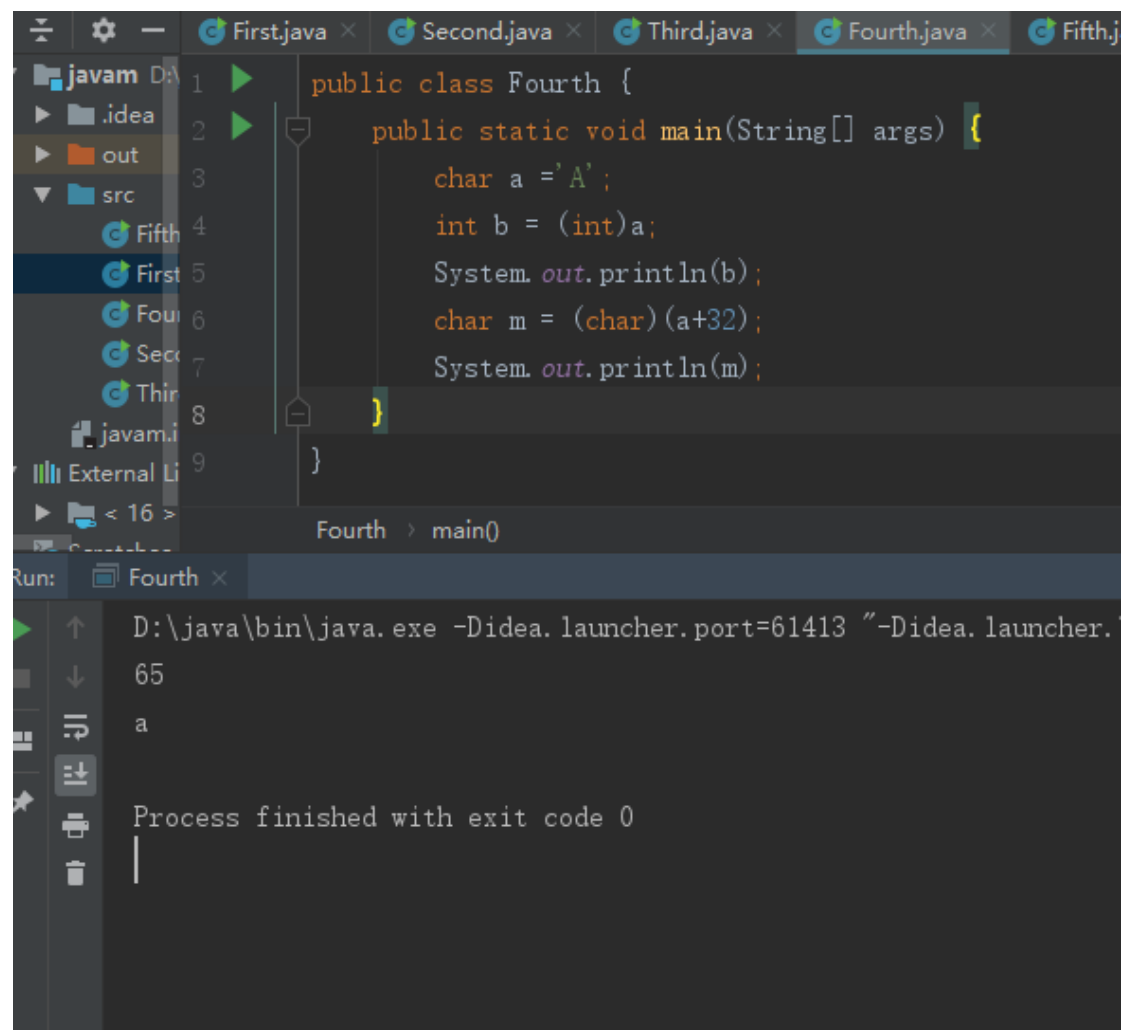 First.java × Second.java × Third.java × Fourth.java × Fifth.j
javam D:\
.idea
out
src
Fifth
First
Four
Seco
Thir
javam.i
External Li
< 16 >
1 public class Fourth {
2 public static void main(String[] args) {
3 char a ='A';
4 int b = (int)a;
5 System.out.println(b);
6 char m = (char)(a+32);
7 System.out.println(m);
8 }
9 }
Fourth > main()
Run: Fourth ×
D:\java\bin\java.exe -Didea.launcher.port=61413 "-Didea.launcher.
65
a
Process finished with exit code 0